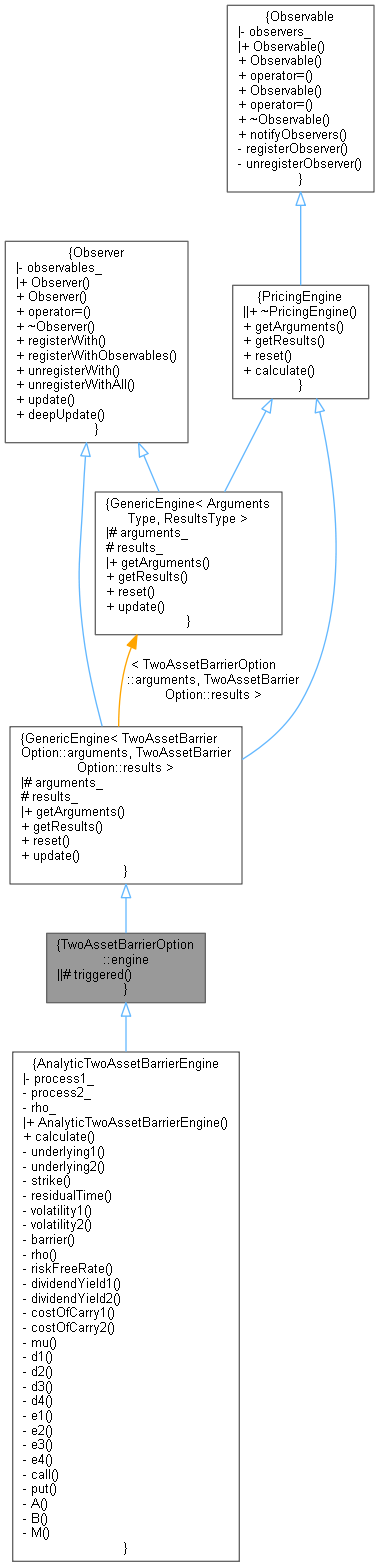 {Observable
|- observers_
|+ Observable()
+ Observable()
+ operator=()
+ Observable()
+ operator=()
+ ~Observable()
+ notifyObservers()
- registerObserver()
- unregisterObserver()
}
{Observer
|- observables_
|+ Observer()
+ Observer()
+ operator=()
+ ~Observer()
+ registerWith()
+ registerWithObservables()
+ unregisterWith()
+ unregisterWithAll()
+ update()
+ deepUpdate()
}
{PricingEngine
||+ ~PricingEngine()
+ getArguments()
+ getResults()
+ reset()
+ calculate()
}
{GenericEngine< Arguments
Type, ResultsType >
|# arguments_
# results_
|+ getArguments()
+ getResults()
+ reset()
+ update()
}
< TwoAssetBarrierOption
::arguments, TwoAssetBarrier
Option::results >
{GenericEngine< TwoAssetBarrier
Option::arguments, TwoAssetBarrier
Option::results >
|# arguments_
# results_
|+ getArguments()
+ getResults()
+ reset()
+ update()
}
{TwoAssetBarrierOption
::engine
||# triggered()
}
{AnalyticTwoAssetBarrierEngine
|- process1_
- process2_
- rho_
|+ AnalyticTwoAssetBarrierEngine()
+ calculate()
- underlying1()
- underlying2()
- strike()
- residualTime()
- volatility1()
- volatility2()
- barrier()
- rho()
- riskFreeRate()
- dividendYield1()
- dividendYield2()
- costOfCarry1()
- costOfCarry2()
- mu()
- d1()
- d2()
- d3()
- d4()
- e1()
- e2()
- e3()
- e4()
- call()
- put()
- A()
- B()
- M()
}